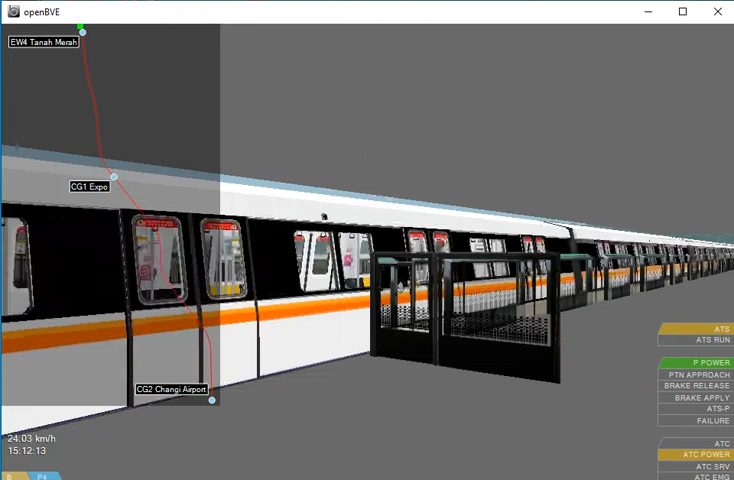 openBVE
EW4 Tanah Merah
CG1 Expo
CG2 Changi Airport
24.03 km/h
15:12:13
P4
ATS
ATS RUN
P POWER
PTN APPROACH
BRAKE RELEASE
BRAKE APPLY
ATS-P
FAILURE
ATC
ATC POWER
ATC SRV
ATC EMG